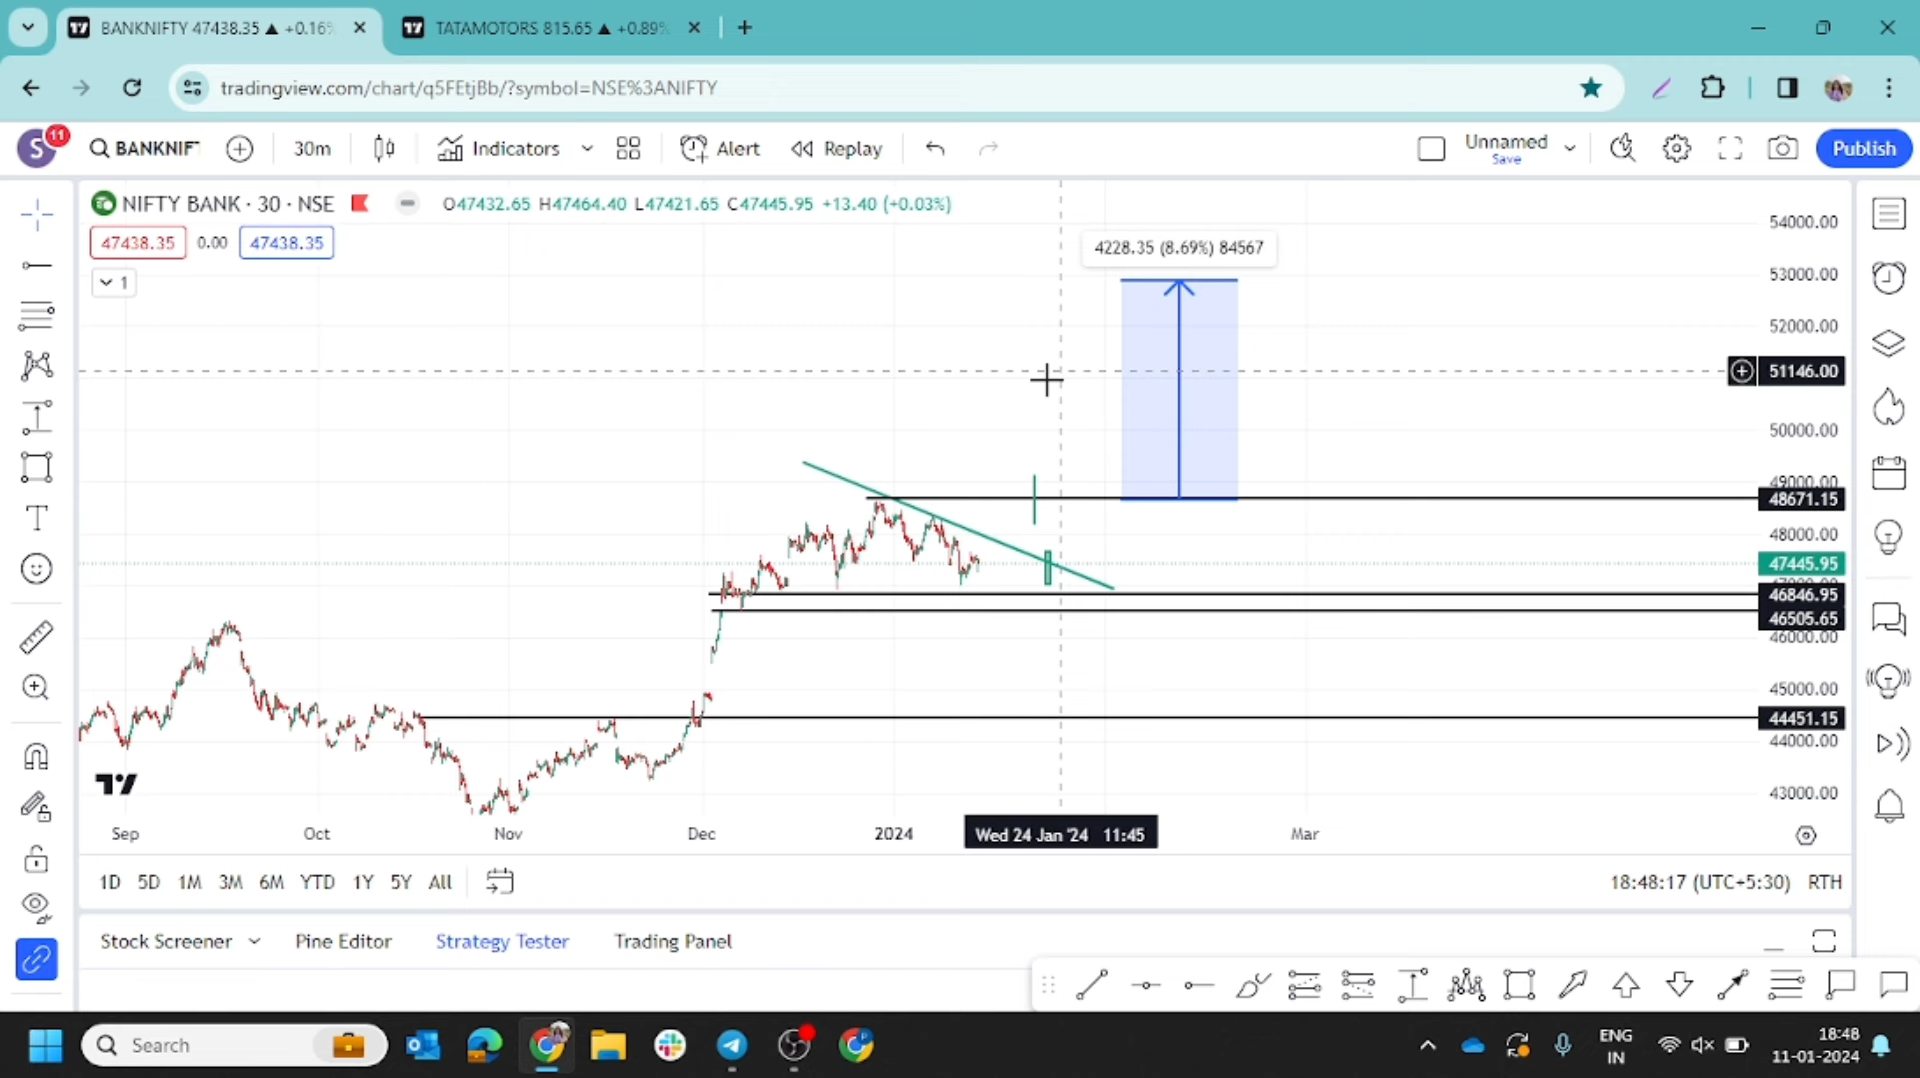 BANKNIFTY 47438.35 ▲ +0.16%
TATAMOTORS 815.65 ▲ +0.89%
tradingview.com/chart/q5FEtjBb/?symbol=NSE%3ANIFTY
S
11
BANKNIF
30m
Indicators
Alert
Replay
Unnamed
Save
Publish
NIFTY BANK · 30 · NSE
O47432.65 H47464.40 L47421.65 C47445.95 +13.40 (+0.03%)
47438.35
0.00
47438.35
1
4228.35 (8.69%) 84567
54000.00
53000.00
52000.00
51146.00
50000.00
49000.00
48671.15
48000.00
47445.95
46846.95
46505.65
46000.00
45000.00
44451.15
44000.00
43000.00
Sep
Oct
Nov
Dec
2024
Wed 24 Jan '24 11:45
Mar
1D 5D 1M 3M 6M YTD 1Y 5Y All
18:48:17 (UTC+5:30) RTH
Stock Screener
Pine Editor
Strategy Tester
Trading Panel
Search
ENG
IN
18:48
11-01-2024